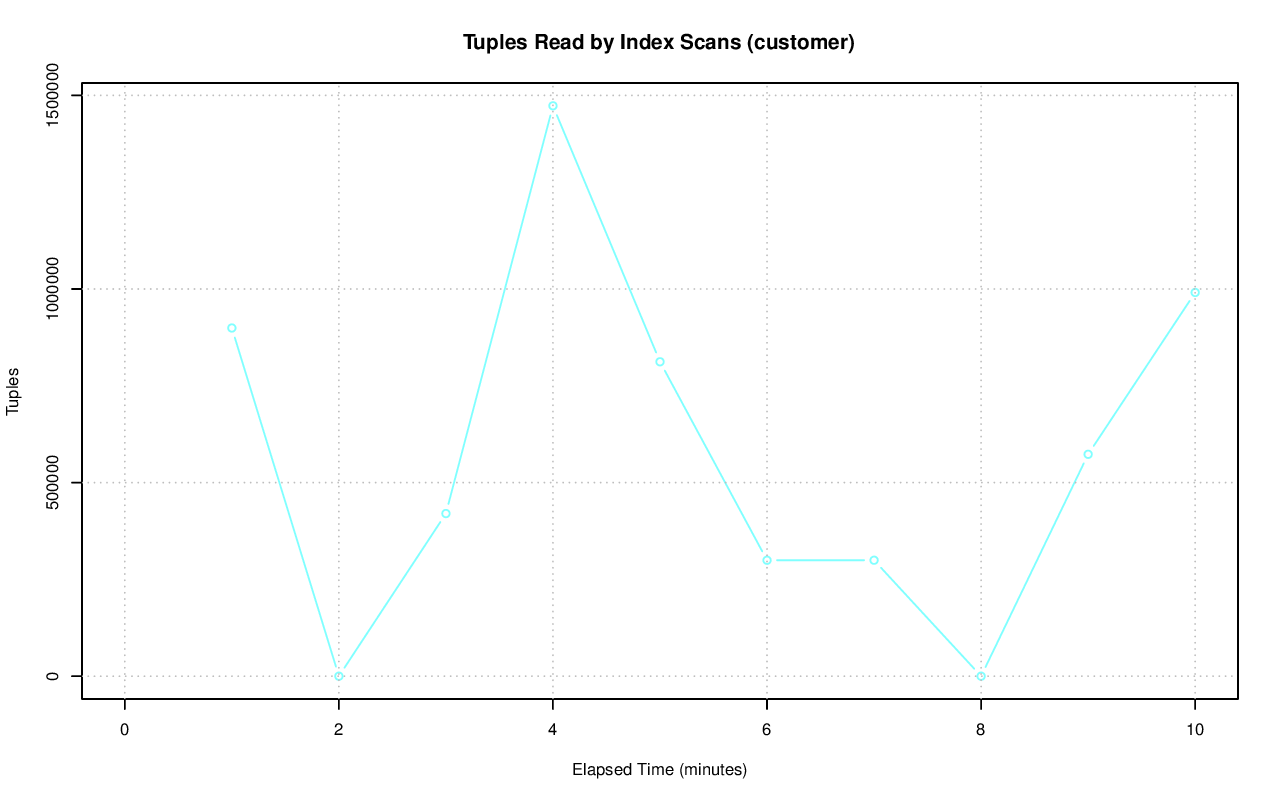 Tuples Read by Index Scans (customer)
Tuples
1500000
1000000
500000
0
0 2 4 6 8 10
Elapsed Time (minutes)